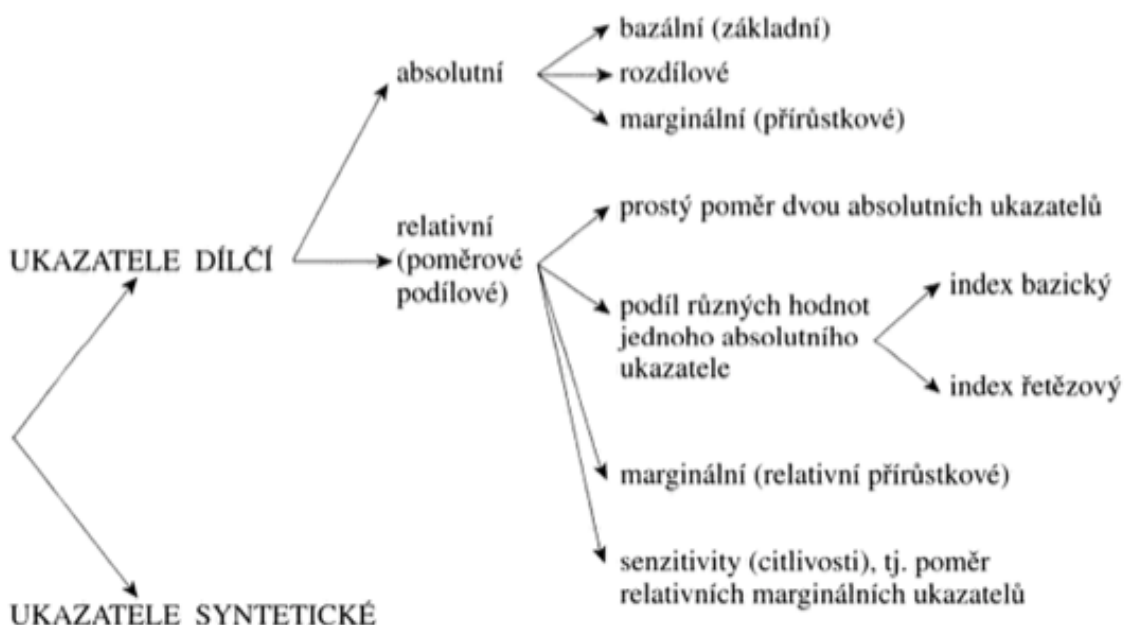 bazální (základní)
absolutní
rozdílové
marginální (přírůstkové)
prostý poměr dvou absolutních ukazatelů
relativní
(poměrové
podílové)
UKAZATELE DÍLČÍ
index bazický
podíl různých hodnot
jednoho absolutního
ukazatele
index řetězový
marginální (relativní přírůstkové)
senzitivity (citlivosti), tj. poměr
relativních marginálních ukazatelů
UKAZATELE SYNTETICKÉ